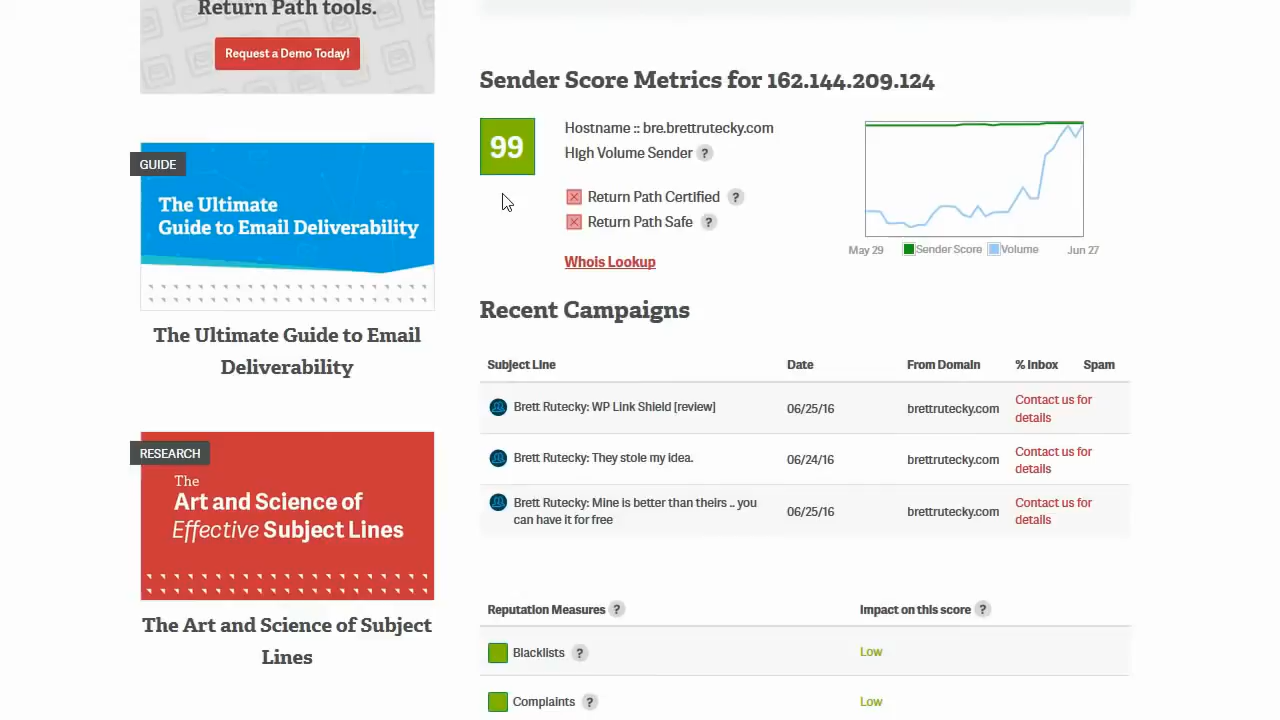 Return Path tools.
Request a Demo Today!
GUIDE
The Ultimate
Guide to Email Deliverability
The Ultimate Guide to Email
Deliverability
RESEARCH
The
Art and Science of
Effective Subject Lines
The Art and Science of Subject
Lines
Sender Score Metrics for 162.144.209.124
99
Hostname :: bre.brettrutecky.com
High Volume Sender ?
Return Path Certified ?
Return Path Safe ?
Whois Lookup
May 29 Sender Score Volume Jun 27
Recent Campaigns
Subject Line Date From Domain % Inbox Spam
Brett Rutecky: WP Link Shield [review] 06/25/16 brettrutecky.com Contact us for
details
Brett Rutecky: They stole my idea. 06/24/16 brettrutecky.com Contact us for
details
Brett Rutecky: Mine is better than theirs .. you
can have it for free 06/25/16 brettrutecky.com Contact us for
details
Reputation Measures ? Impact on this score ?
Blacklists ? Low
Complaints ? Low